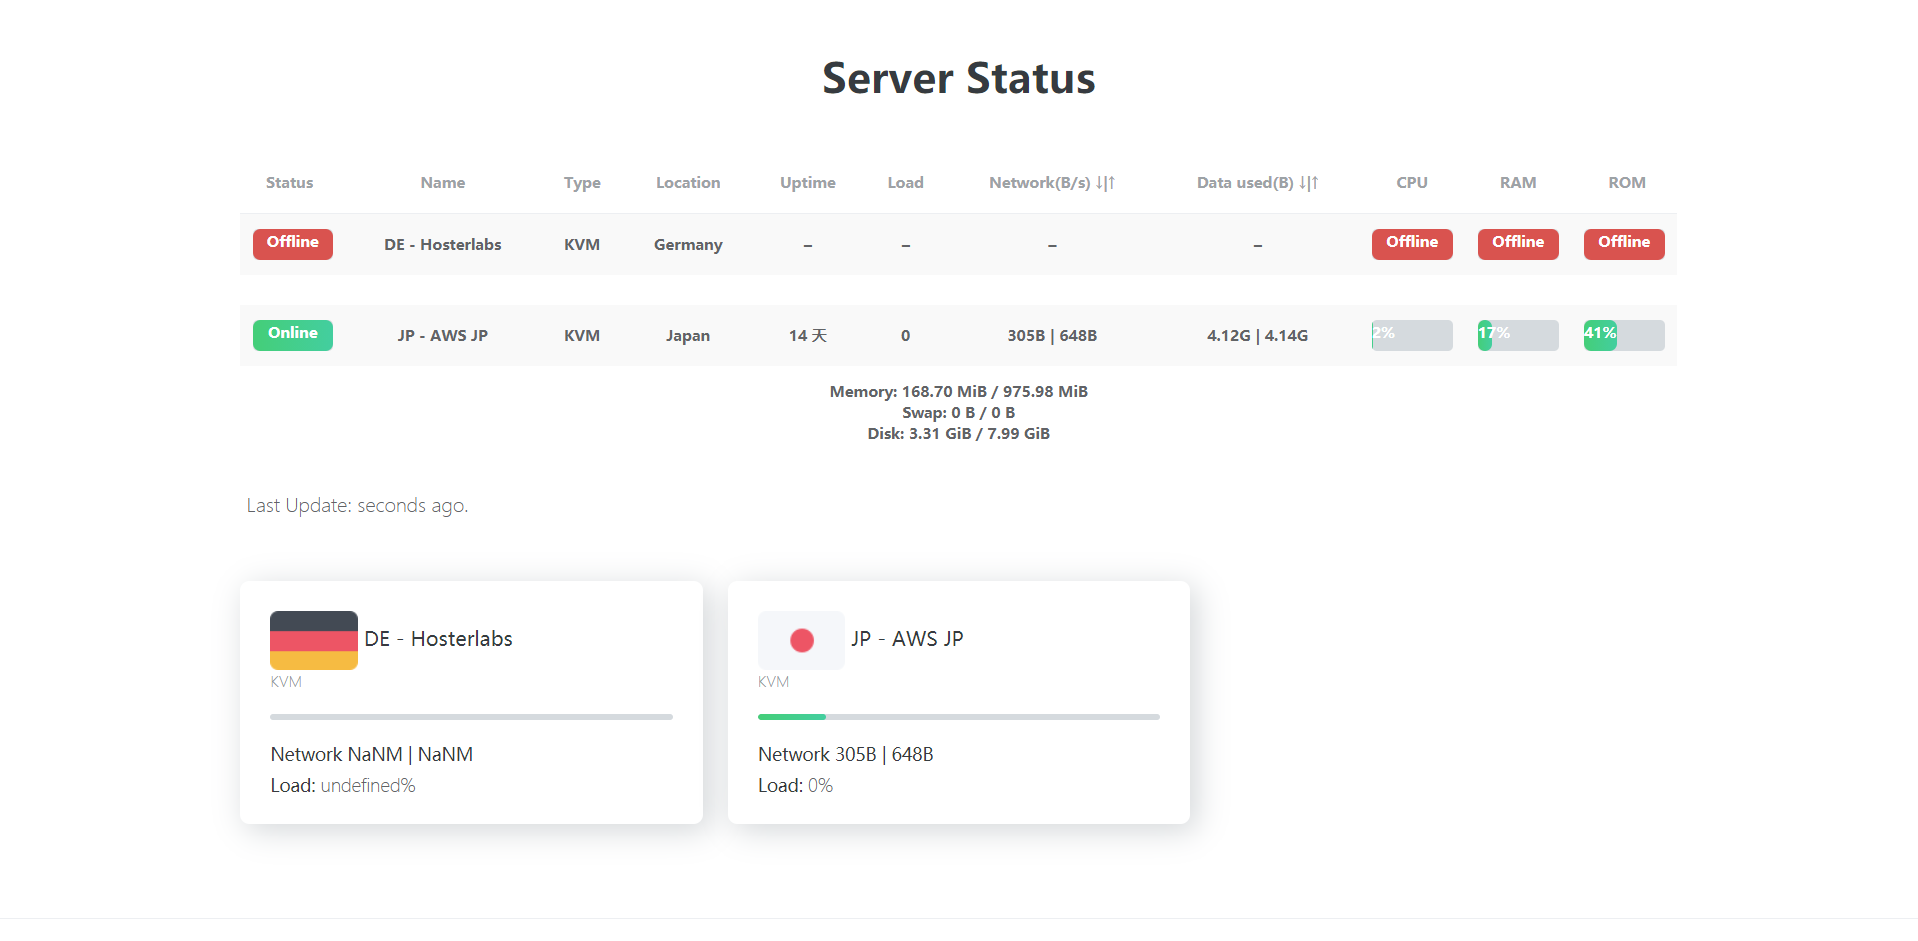 Server Status
Status Name Type Location Uptime Load Network(B/s) ↓|↑ Data used(B) ↓|↑ CPU RAM ROM
Offline DE - Hosterlabs KVM Germany – – – – Offline Offline Offline
Online JP - AWS JP KVM Japan 14 天 0 305B | 648B 4.12G | 4.14G 2% 17% 41%
Memory: 168.70 MiB / 975.98 MiB
Swap: 0 B / 0 B
Disk: 3.31 GiB / 7.99 GiB
Last Update: seconds ago.
DE - Hosterlabs
KVM
Network NaNM | NaNM
Load: undefined%
JP - AWS JP
KVM
Network 305B | 648B
Load: 0%